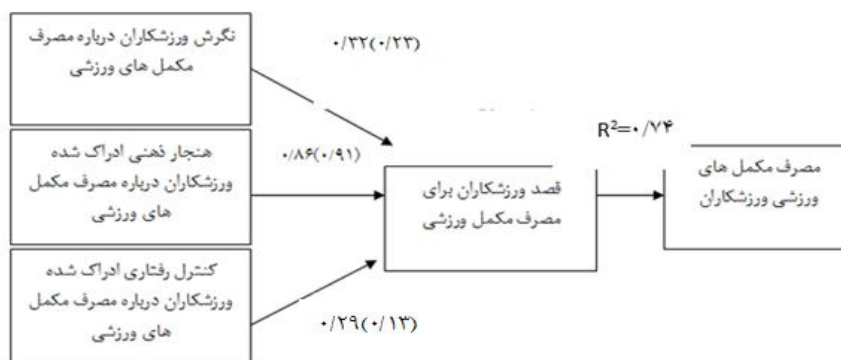 نگرش ورزشکاران درباره مصرف
مکمل های ورزشی
۰/۳۲(۰/۲۳)
هنجار ذهنی ادراک شده
ورزشکاران درباره مصرف مکمل
های ورزشی
۰/۸۶(۰/۹۱)
کنترل رفتاری ادراک شده
ورزشکاران درباره مصرف مکمل
های ورزشی
۰/۲۹(۰/۱۳)
قصد ورزشکاران برای
مصرف مکمل ورزشی
R²=۰/۷۴
مصرف مکمل های
ورزشی ورزشکاران